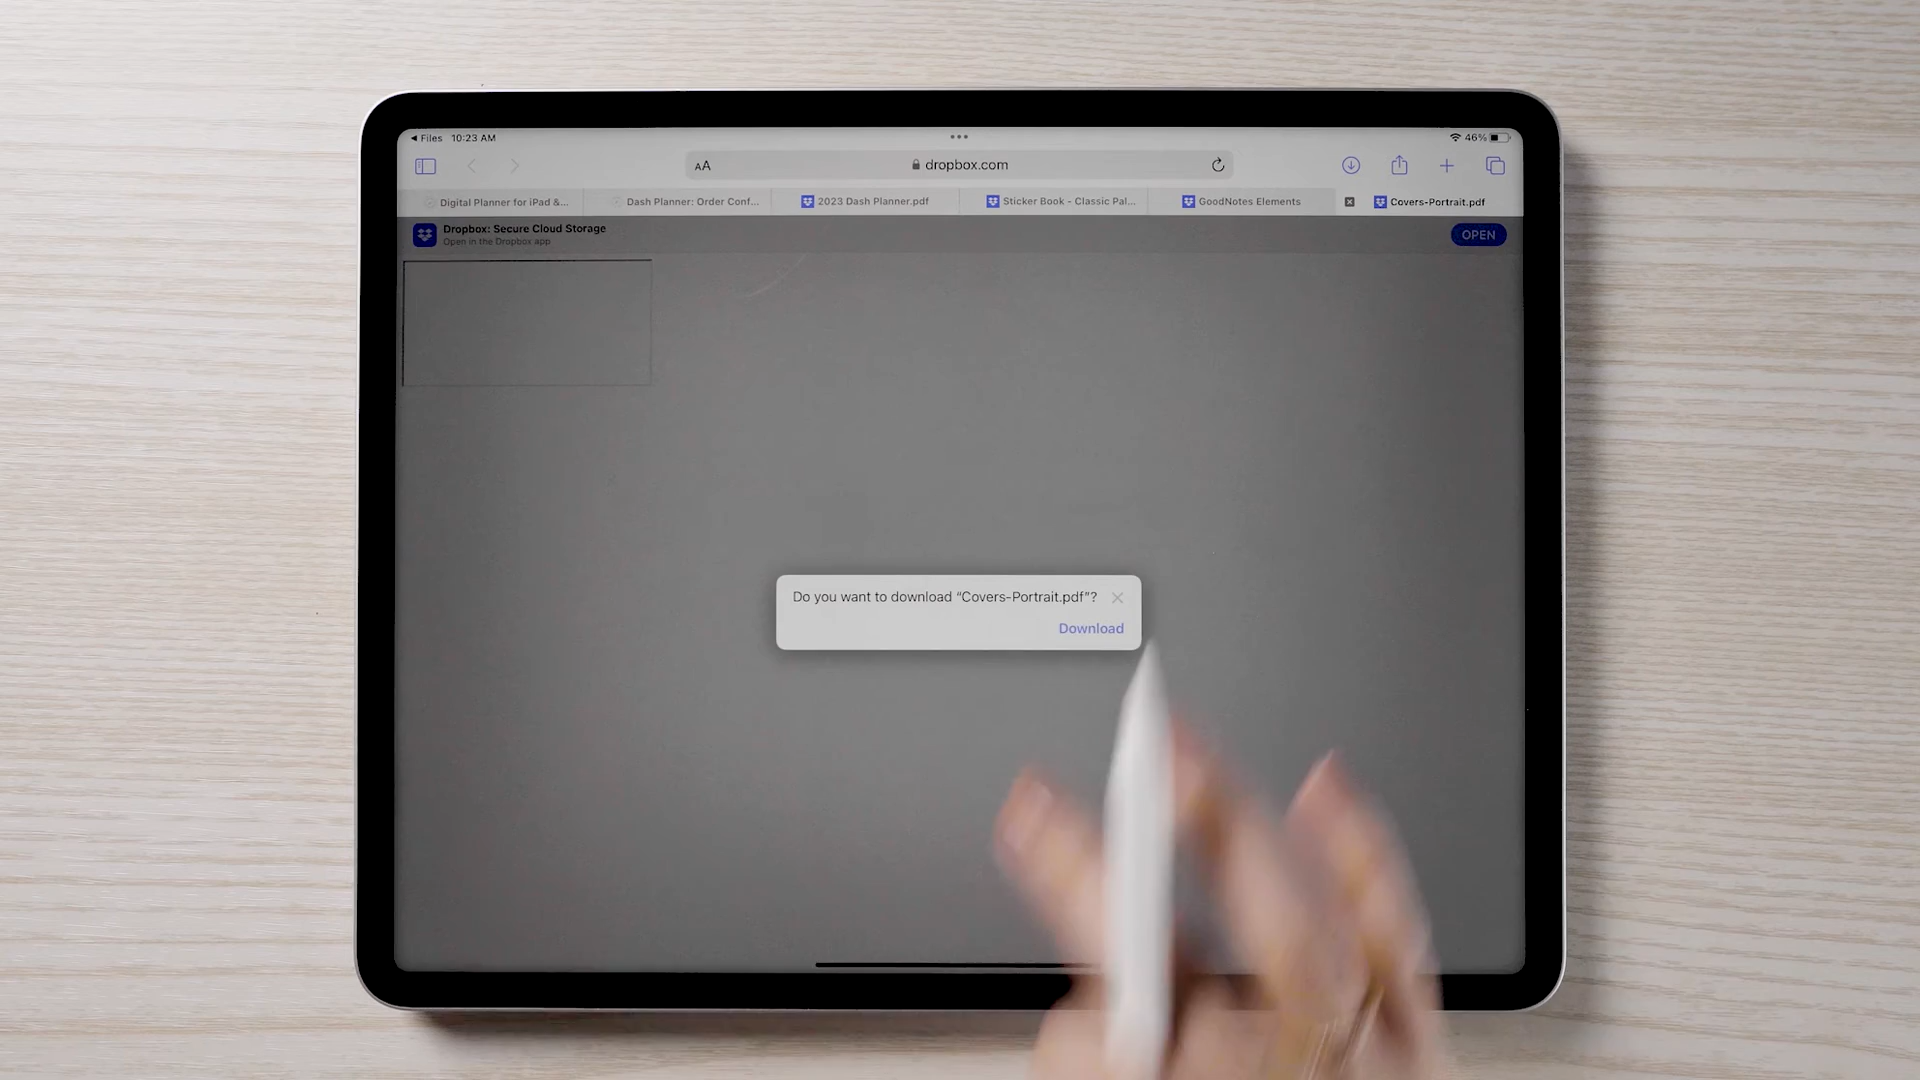 ◀ Files 10:23 AM
46%
AA
dropbox.com
Digital Planner for iPad &...
Dash Planner: Order Conf...
2023 Dash Planner.pdf
Sticker Book - Classic Pal...
GoodNotes Elements
Covers-Portrait.pdf
Dropbox: Secure Cloud Storage
Open in the Dropbox app
OPEN
Do you want to download “Covers-Portrait.pdf”?
Download